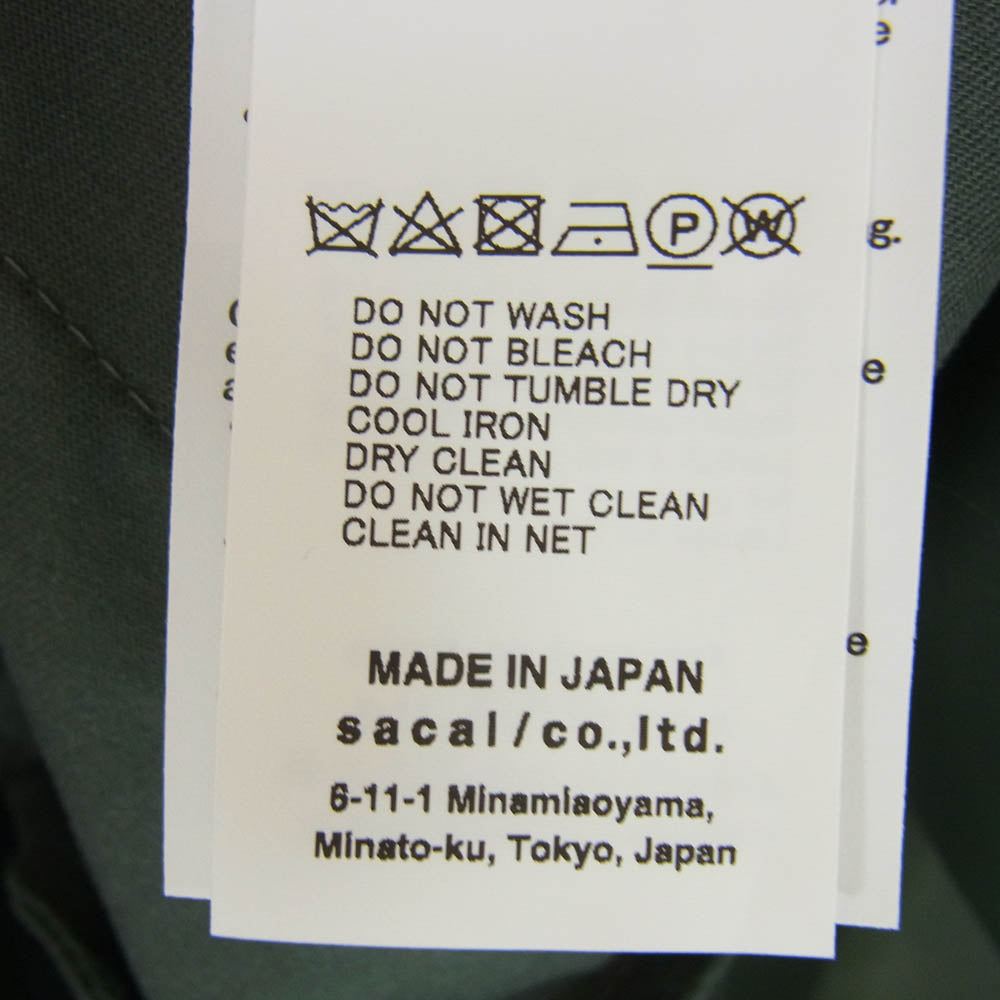 P W
DO NOT WASH
DO NOT BLEACH
DO NOT TUMBLE DRY
COOL IRON
DRY CLEAN
DO NOT WET CLEAN
CLEAN IN NET
MADE IN JAPAN
sacaI/co.,ltd.
6-11-1 Minamiaoyama,
Minato-ku, Tokyo, Japan
e
g.
e
e